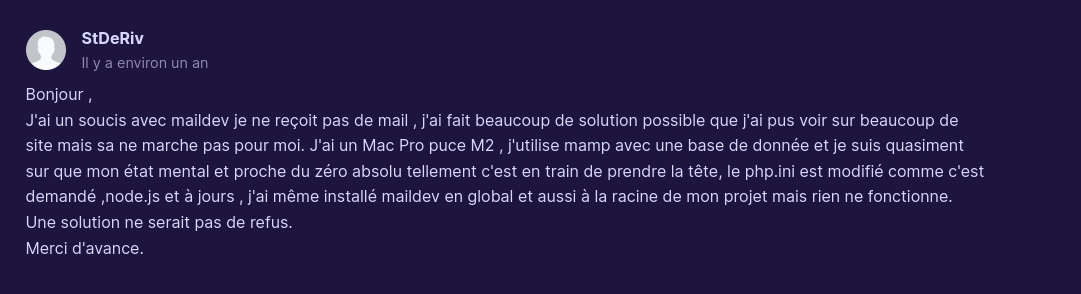 StDeRiv
Il y a environ un an
Bonjour ,
J'ai un soucis avec maildev je ne reçoit pas de mail , j'ai fait beaucoup de solution possible que j'ai pus voir sur beaucoup de
site mais sa ne marche pas pour moi. J'ai un Mac Pro puce M2 , j'utilise mamp avec une base de donnée et je suis quasiment
sur que mon état mental et proche du zéro absolu tellement c'est en train de prendre la tête, le php.ini est modifié comme c'est
demandé ,node.js et à jours , j'ai même installé maildev en global et aussi à la racine de mon projet mais rien ne fonctionne.
Une solution ne serait pas de refus.
Merci d'avance.